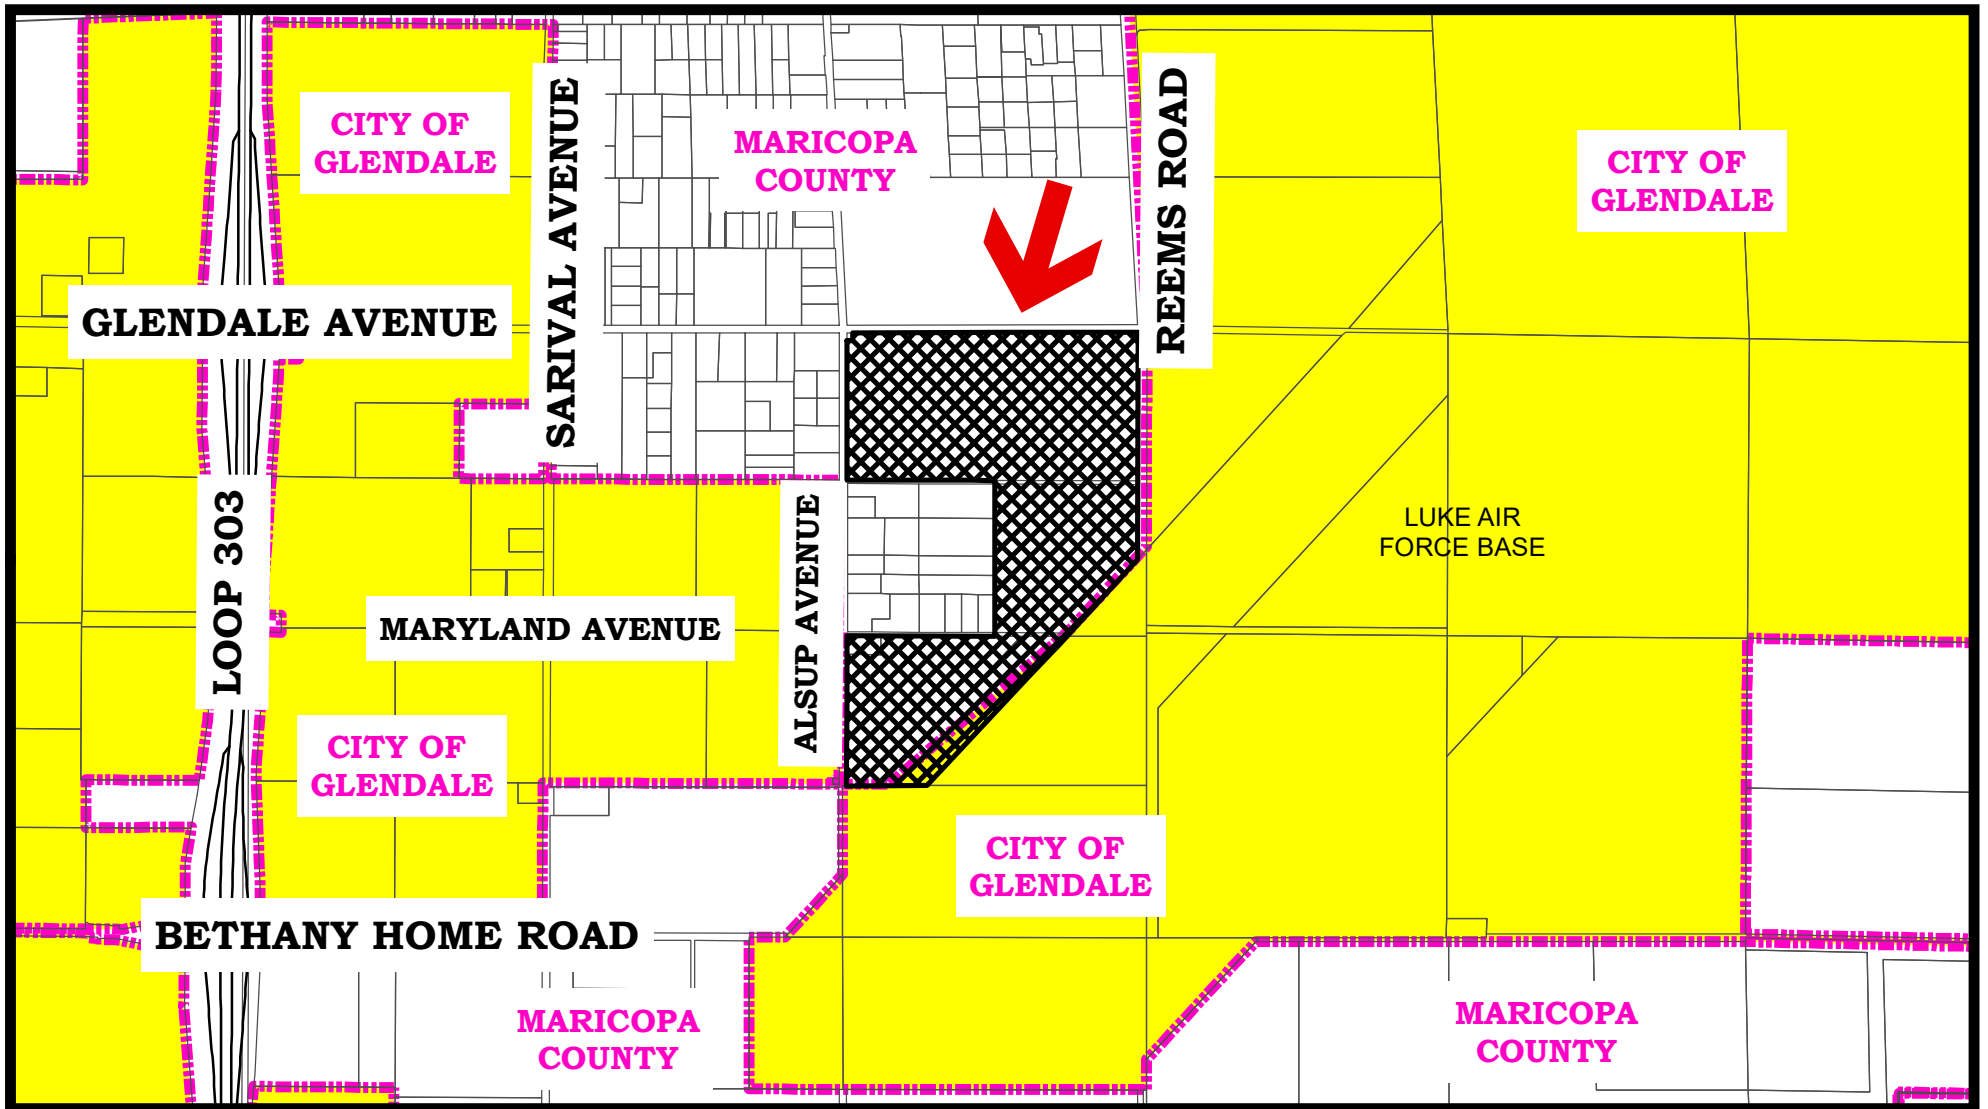 CITY OF
GLENDALE
SARIVAL AVENUE
MARICOPA
COUNTY
REEMS ROAD
CITY OF
GLENDALE
GLENDALE AVENUE
LOOP 303
ALSUP AVENUE
LUKE AIR
FORCE BASE
MARYLAND AVENUE
CITY OF
GLENDALE
CITY OF
GLENDALE
BETHANY HOME ROAD
MARICOPA
COUNTY
MARICOPA
COUNTY